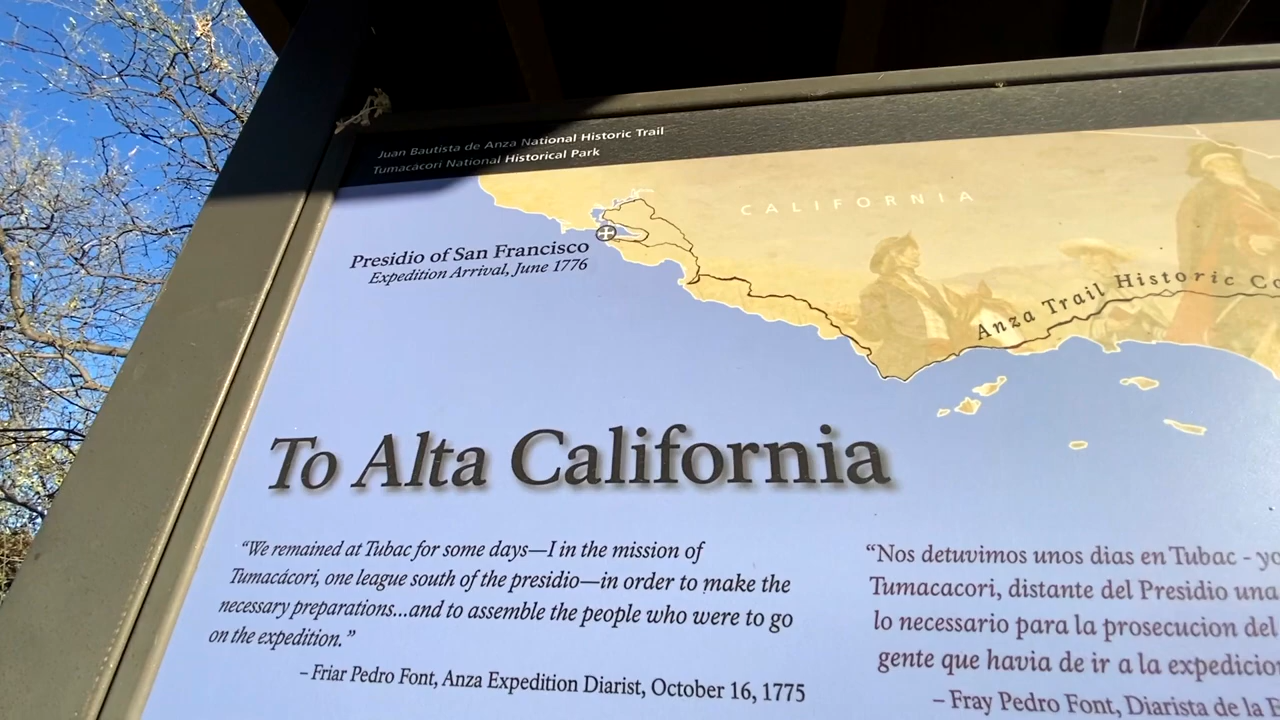 Juan Bautista de Anza National Historic Trail
Tumacácori National Historical Park
CALIFORNIA
Presidio of San Francisco
Expedition Arrival, June 1776
Anza Trail Historic
To Alta California
“We remained at Tubac for some days—I in the mission of
Tumacácori, one league south of the presidio—in order to make the
necessary preparations...and to assemble the people who were to go
on the expedition.”
– Friar Pedro Font, Anza Expedition Diarist, October 16, 1775
“Nos detuvimos unos dias en Tubac - yo
Tumacacori, distante del Presidio una
lo necessario para la prosecucion del
gente que havia de ir a la expedicion
– Fray Pedro Font, Diarista de la